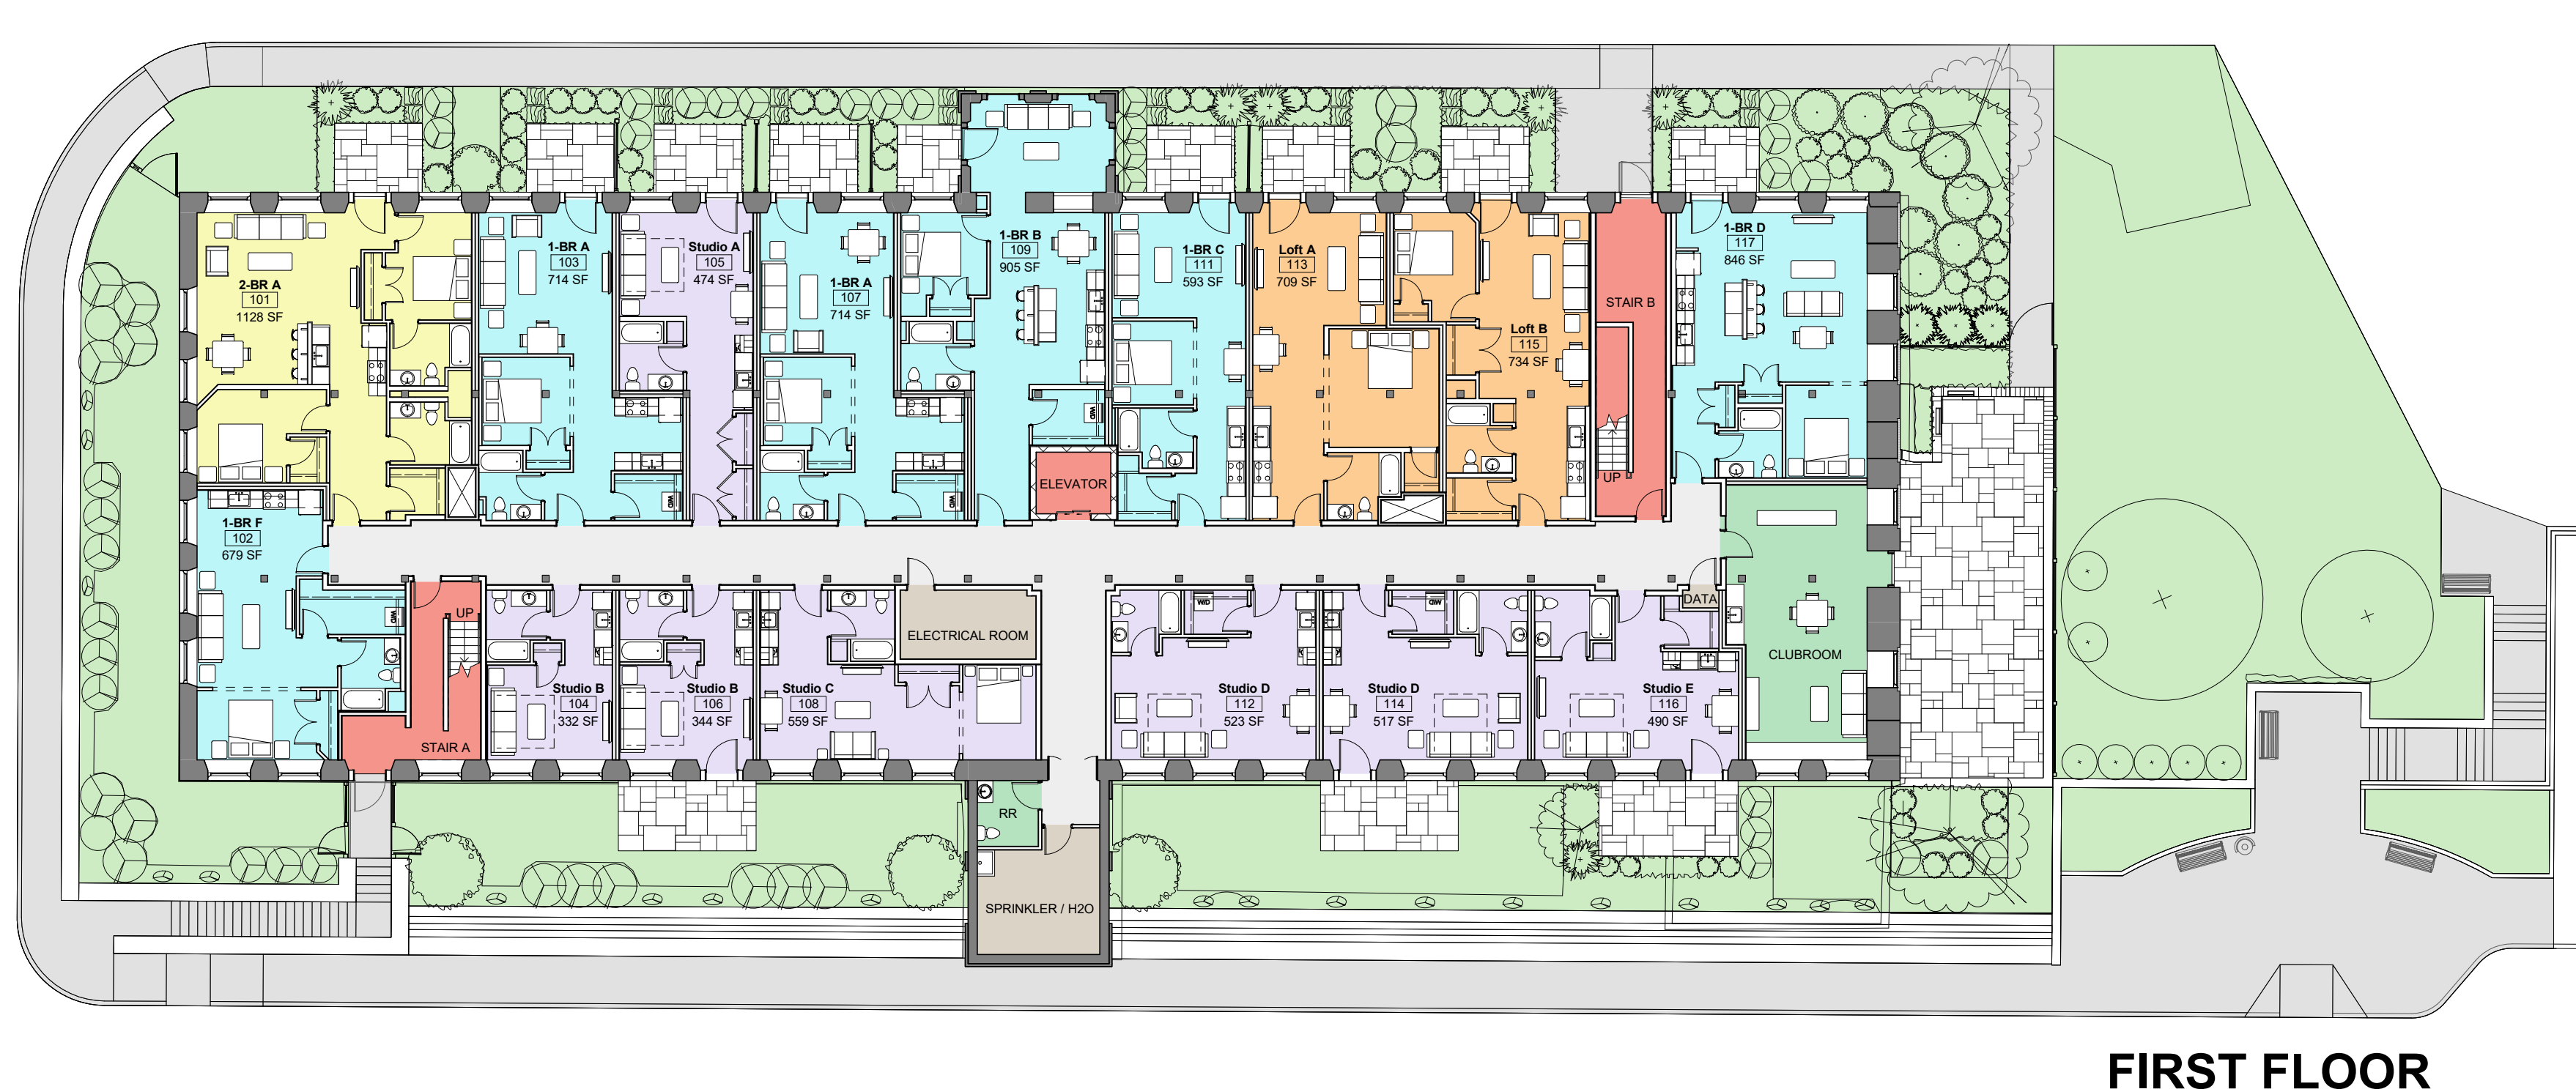 1-BR A
103
714 SF
Studio A
105
474 SF
1-BR B
109
905 SF
1-BR C
111
593 SF
Loft A
113
709 SF
1-BR D
117
846 SF
2-BR A
101
1128 SF
1-BR A
107
714 SF
STAIR B
Loft B
115
734 SF
W/D
UP
ELEVATOR
W/D
W/D
1-BR F
102
679 SF
W/D
UP
W/D
W/D
DATA
ELECTRICAL ROOM
CLUBROOM
Studio B
104
332 SF
Studio B
106
344 SF
Studio C
108
559 SF
Studio D
112
523 SF
Studio D
114
517 SF
Studio E
116
490 SF
STAIR A
RR
SPRINKLER / H2O
FIRST FLOOR